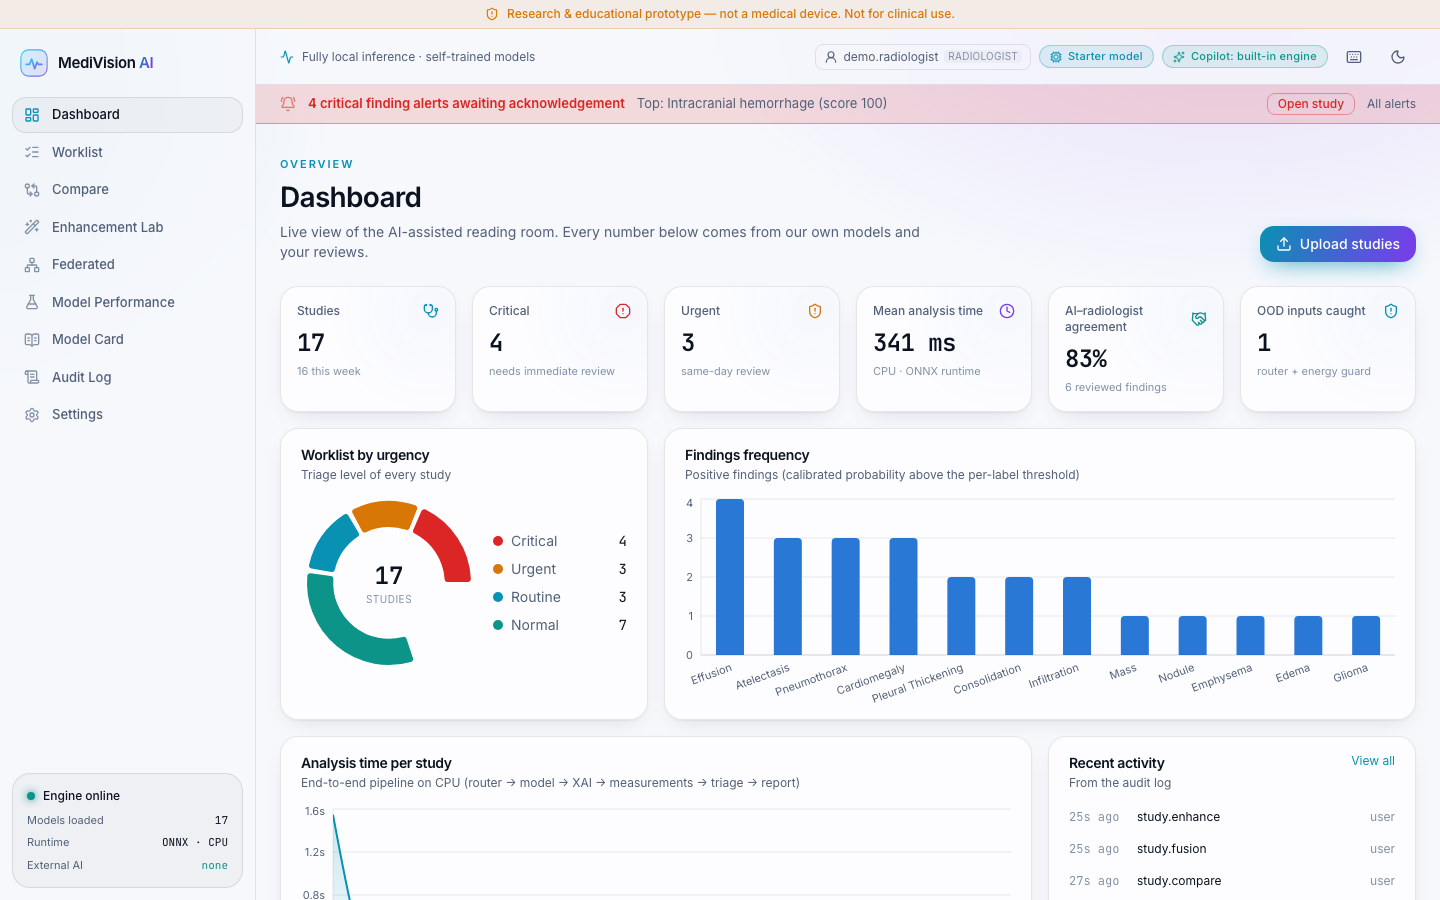 Research & educational prototype — not a medical device. Not for clinical use.
MediVision AI
Dashboard
Worklist
Compare
Enhancement Lab
Federated
Model Performance
Model Card
Audit Log
Settings
Engine online
Models loaded 17
Runtime ONNX · CPU
External AI none
Fully local inference · self-trained models
demo.radiologist RADIOLOGIST
Starter model
Copilot: built-in engine
4 critical finding alerts awaiting acknowledgement Top: Intracranial hemorrhage (score 100)
Open study
All alerts
OVERVIEW
Dashboard
Live view of the AI-assisted reading room. Every number below comes from our own models and
your reviews.
Upload studies
Studies
17
16 this week
Critical
4
needs immediate review
Urgent
3
same-day review
Mean analysis time
341 ms
CPU · ONNX runtime
AI–radiologist
agreement
83%
6 reviewed findings
OOD inputs caught
1
router + energy guard
Worklist by urgency
Triage level of every study
17
STUDIES
Critical 4
Urgent 3
Routine 3
Normal 7
Findings frequency
Positive findings (calibrated probability above the per-label threshold)
4
3
2
1
0
Effusion
Atelectasis
Pneumothorax
Cardiomegaly
Pleural Thickening
Consolidation
Infiltration
Mass
Nodule
Emphysema
Edema
Glioma
Analysis time per study
End-to-end pipeline on CPU (router → model → XAI → measurements → triage → report)
1.6s
1.2s
0.8s
Recent activity
View all
From the audit log
25s ago study.enhance user
25s ago study.fusion user
27s ago study.compare user